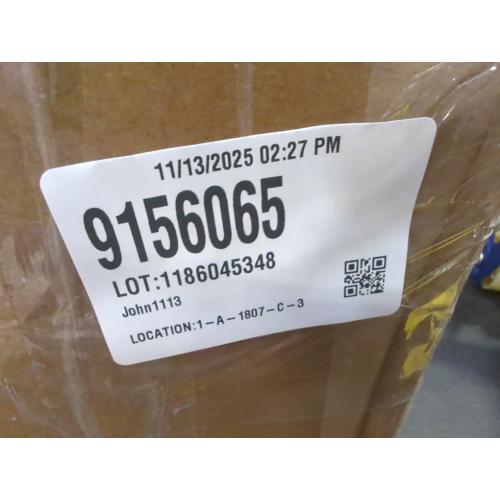 11/13/2025 02:27 PM
9156065
LOT:1186045348
John1113
LOCATION:1-A-1807-C-3